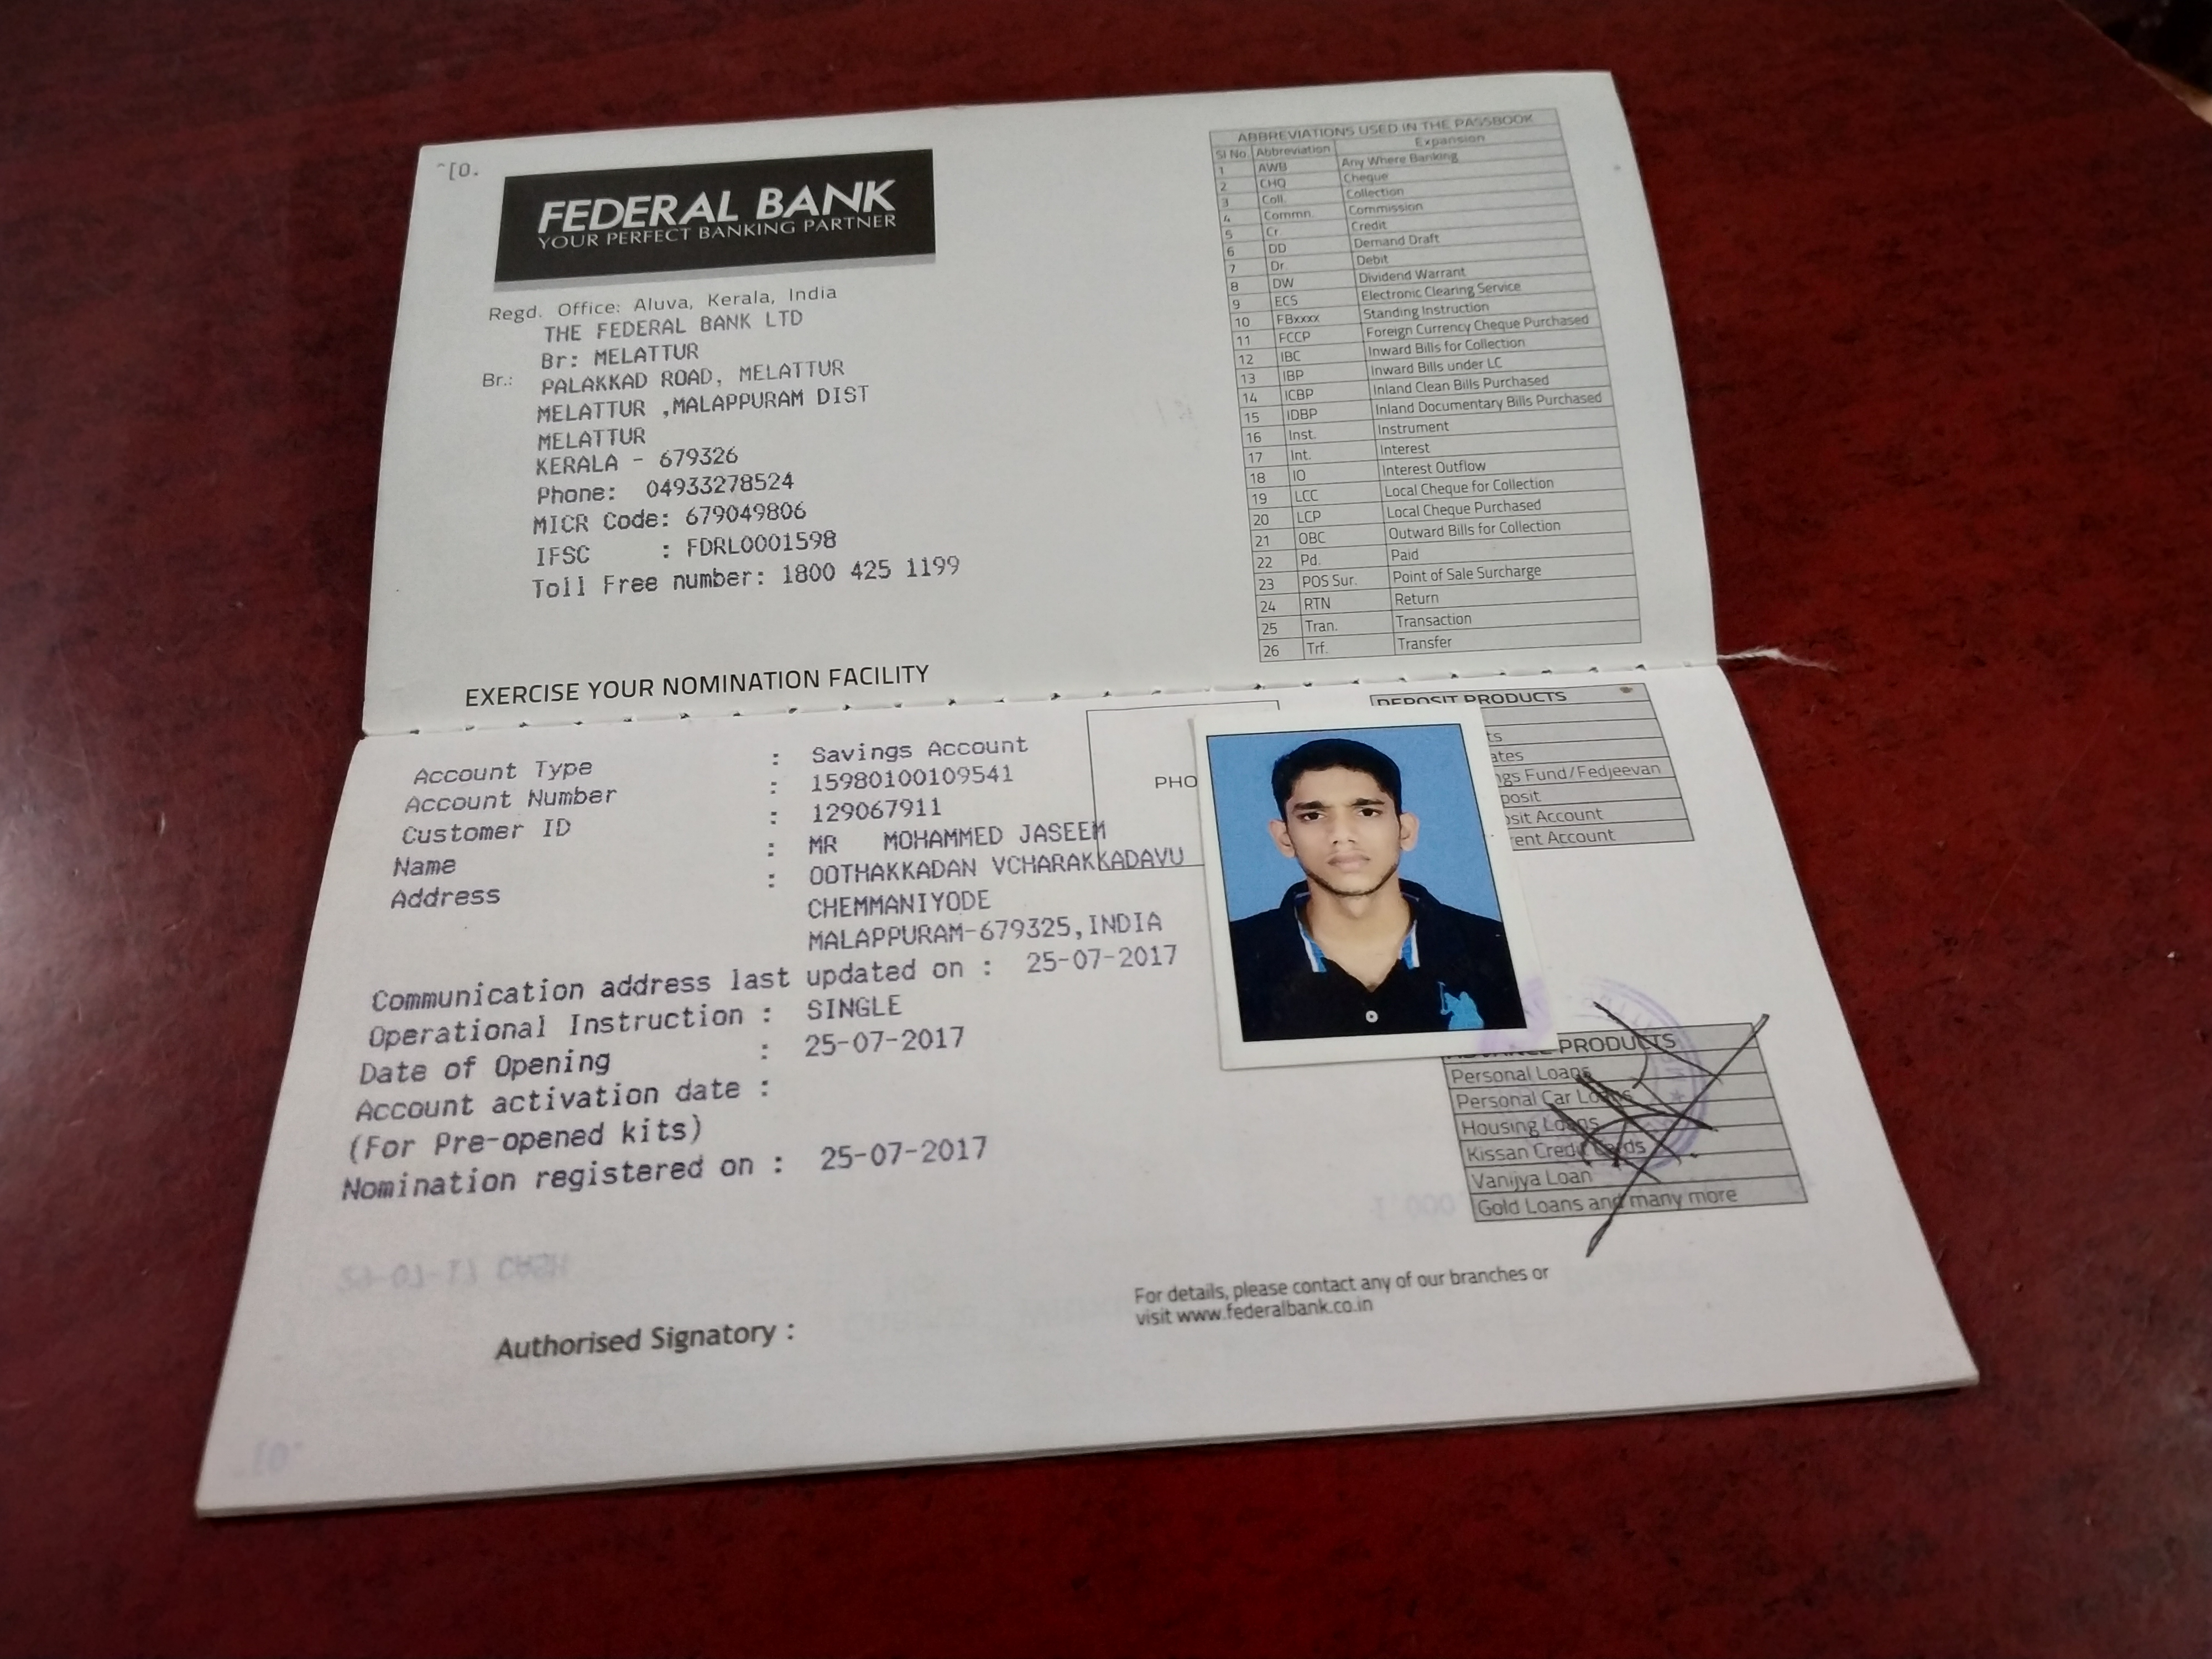 FEDERAL BANK
YOUR PERFECT BANKING PARTNER
Regd. Office: Aluva, Kerala, India
THE FEDERAL BANK LTD
Br: MELATTUR
Br.: PALAKKAD ROAD, MELATTUR
MELATTUR ,MALAPPURAM DIST
MELATTUR
KERALA - 679326
Phone: 04933278524
MICR Code: 679049806
IFSC : FDRL0001598
Toll Free number: 1800 425 1199
EXERCISE YOUR NOMINATION FACILITY
ABBREVIATIONS USED IN THE PASSBOOK
Sl No. Abbreviation Expansion
1 AWB Any Where Banking
2 CHQ Cheque
3 Coll. Collection
4 Commn. Commission
5 Cr Credit
6 DD Demand Draft
7 Dr. Debit
8 DW Dividend Warrant
9 ECS Electronic Clearing Service
10 FBxxxx Standing Instruction
11 FCCP Foreign Currency Cheque Purchased
12 IBC Inward Bills for Collection
13 IBP Inward Bills under LC
14 ICBP Inland Clean Bills Purchased
15 IDBP Inland Documentary Bills Purchased
16 Inst. Instrument
17 Int. Interest
18 IO Interest Outflow
19 LCC Local Cheque for Collection
20 LCP Local Cheque Purchased
21 OBC Outward Bills for Collection
22 Pd. Paid
23 POS Sur. Point of Sale Surcharge
24 RTN Return
25 Tran. Transaction
26 Trf. Transfer
Account Type : Savings Account
Account Number : 15980100109541
Customer ID : 129067911
Name : MR MOHAMMED JASEEM
Address : OOTHAKKADAN VCHARAKKADAVU
CHEMMANIYODE
MALAPPURAM-679325,INDIA
Communication address last updated on : 25-07-2017
Operational Instruction : SINGLE
Date of Opening : 25-07-2017
Account activation date :
(For Pre-opened kits)
Nomination registered on : 25-07-2017
Authorised Signatory :
PHO
DEPOSIT PRODUCTS
ts
ates
ngs Fund/Fedjeevan
posit
osit Account
rent Account
ADVANCE PRODUCTS
Personal Loans
Personal Car Loans
Housing Loans
Kissan Credit Cards
Vanijya Loan
Gold Loans and many more
For details, please contact any of our branches or
visit www.federalbank.co.in